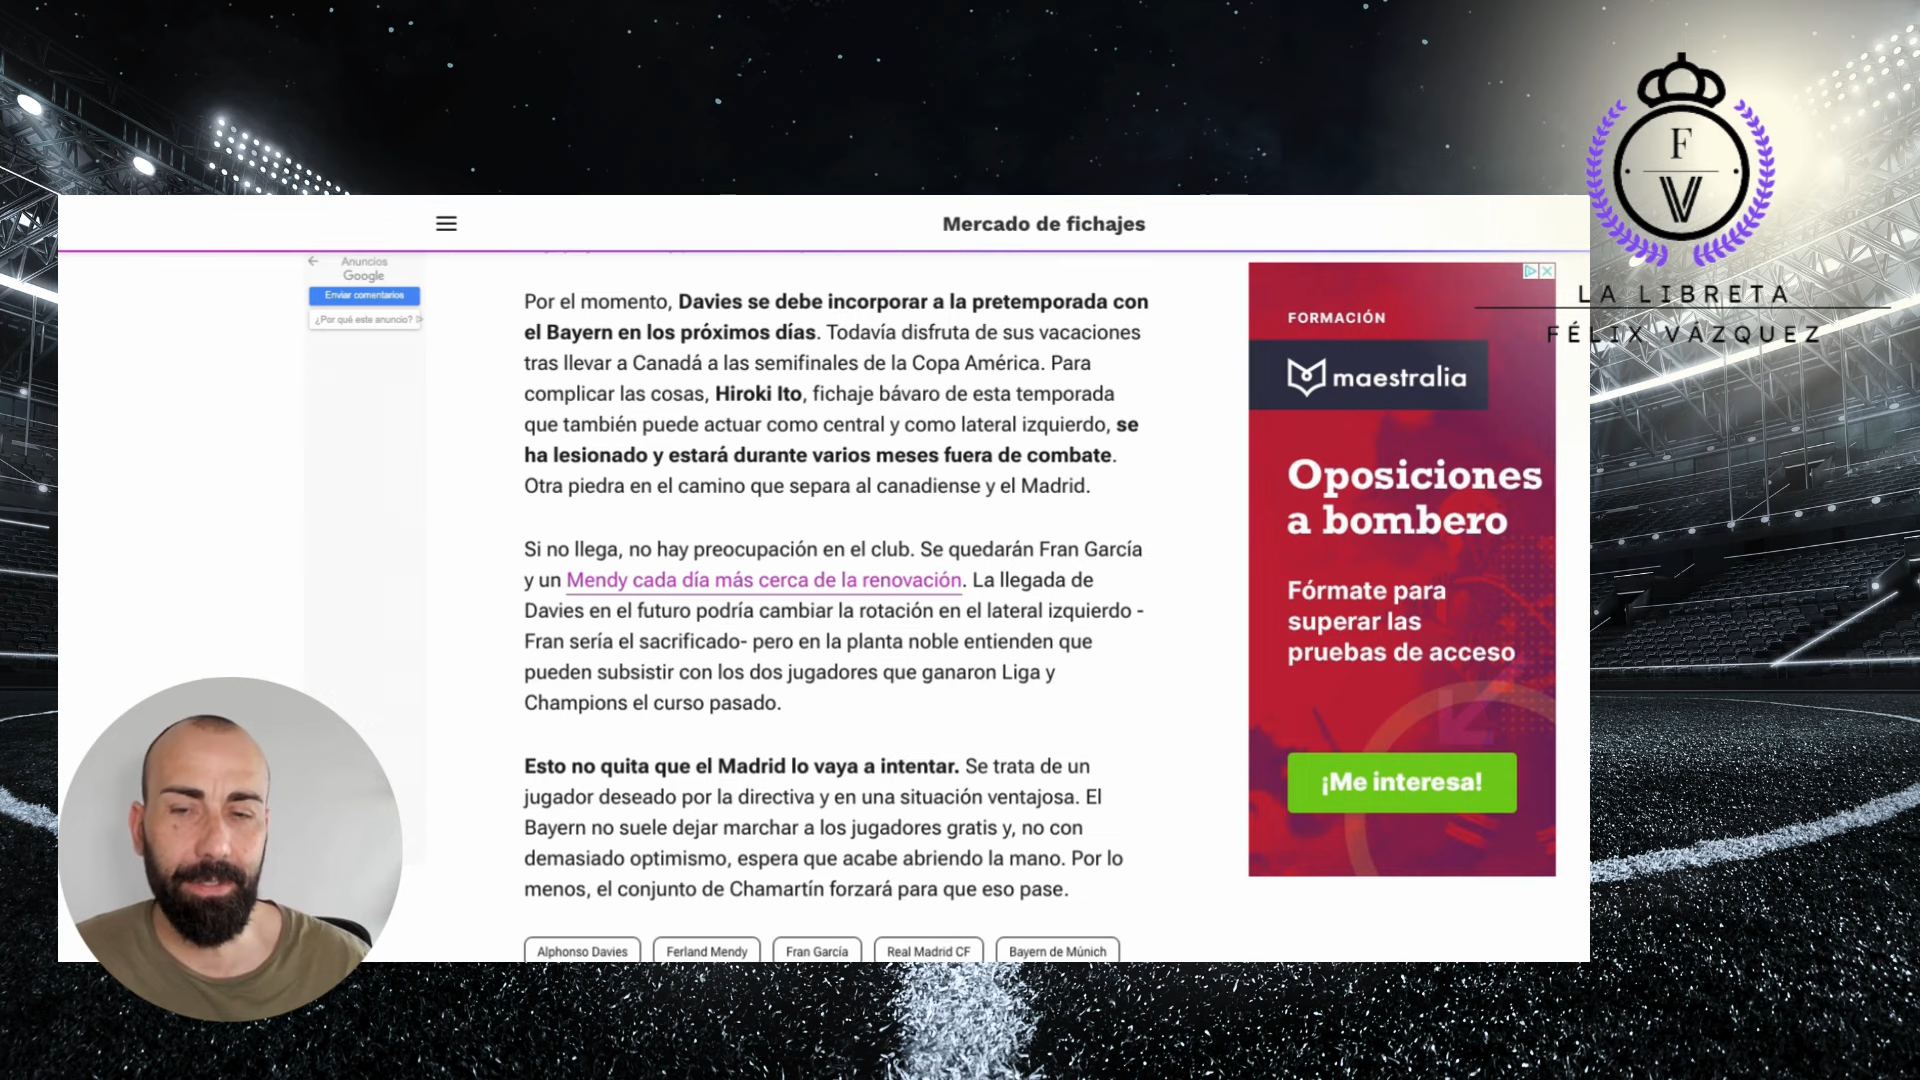 Mercado de fichajes
Anuncios
Google
Enviar comentarios
¿Por qué este anuncio?
Por el momento, Davies se debe incorporar a la pretemporada con
el Bayern en los próximos días. Todavía disfruta de sus vacaciones
tras llevar a Canadá a las semifinales de la Copa América. Para
complicar las cosas, Hiroki Ito, fichaje bávaro de esta temporada
que también puede actuar como central y como lateral izquierdo, se
ha lesionado y estará durante varios meses fuera de combate.
Otra piedra en el camino que separa al canadiense y el Madrid.
Si no llega, no hay preocupación en el club. Se quedarán Fran García
y un Mendy cada día más cerca de la renovación. La llegada de
Davies en el futuro podría cambiar la rotación en el lateral izquierdo -
Fran sería el sacrificado- pero en la planta noble entienden que
pueden subsistir con los dos jugadores que ganaron Liga y
Champions el curso pasado.
Esto no quita que el Madrid lo vaya a intentar. Se trata de un
jugador deseado por la directiva y en una situación ventajosa. El
Bayern no suele dejar marchar a los jugadores gratis y, no con
demasiado optimismo, espera que acabe abriendo la mano. Por lo
menos, el conjunto de Chamartín forzará para que eso pase.
Alphonso Davies
Ferland Mendy
Fran García
Real Madrid CF
Bayern de Múnich
FORMACIÓN
maestralia
Oposiciones
a bombero
Fórmate para
superar las
pruebas de acceso
¡Me interesa!
F
V
LA LIBRETA
FÉLIX VÁZQUEZ